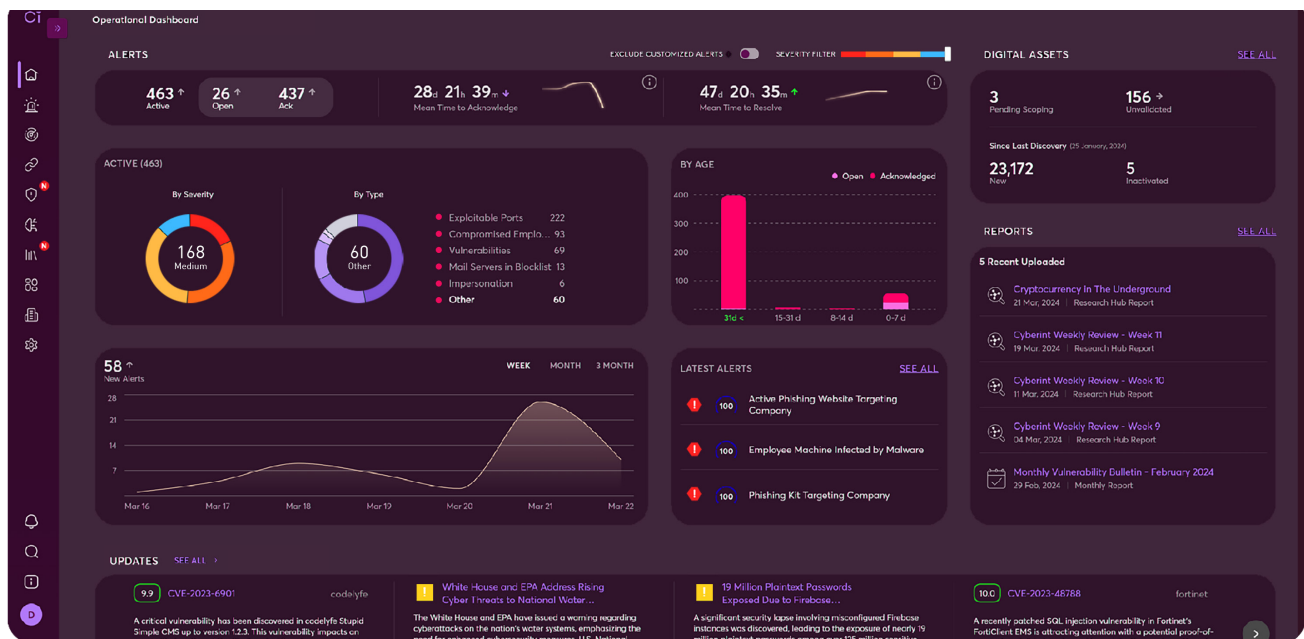 Ci
Operational Dashboard
ALERTS
EXCLUDE CUSTOMIZED ALERTS
SEVERITY FILTER
463
Active
26
Open
437
Ack
28d 21h 39m
Mean Time to Acknowledge
47d 20h 35m
Mean Time to Resolve
ACTIVE (463)
By Severity
168
Medium
By Type
60
Other
Exploitable Ports 222
Compromised Emplo... 93
Vulnerabilities 69
Mail Servers in Blocklist 13
Impersonation 6
Other 60
BY AGE
Open Acknowledged
400
300
200
100
31d < 15-31 d 8-14 d 0-7 d
58
New Alerts
WEEK MONTH 3 MONTH
28
21
14
7
Mar 16 Mar 17 Mar 18 Mar 19 Mar 20 Mar 21 Mar 22
LATEST ALERTS SEE ALL
100 Active Phishing Website Targeting
Company
100 Employee Machine Infected by Malware
100 Phishing Kit Targeting Company
DIGITAL ASSETS SEE ALL
3
Pending Scoping
156
Unvalidated
Since Last Discovery (25 January, 2024)
23,172
New
5
Inactivated
REPORTS SEE ALL
5 Recent Uploaded
Cryptocurrency In The Underground
21 Mar, 2024 | Research Hub Report
Cyberint Weekly Review - Week 11
19 Mar, 2024 | Research Hub Report
Cyberint Weekly Review - Week 10
11 Mar, 2024 | Research Hub Report
Cyberint Weekly Review - Week 9
04 Mar, 2024 | Research Hub Report
Monthly Vulnerability Bulletin - February 2024
29 Feb, 2024 | Monthly Report
N
N
D
UPDATES SEE ALL >
9.9 CVE-2023-6901 codelyfe
A critical vulnerability has been discovered in codelyfe Stupid
Simple CMS up to version 1.2.3. This vulnerability impacts an
White House and EPA Address Rising
Cyber Threats to National Water...
The White House and EPA have issued a warning regarding
cyberattacks on the nation's water systems, emphasizing the
19 Million Plaintext Passwords
Exposed Due to Firebase...
A significant security lapse involving misconfigured Firebase
instances was discovered, leading to the exposure of nearly 19
10.0 CVE-2023-48788 fortinet
A recently patched SQL injection vulnerability in Fortinet's
FortiClient EMS is attracting attention with a potential proof-of-